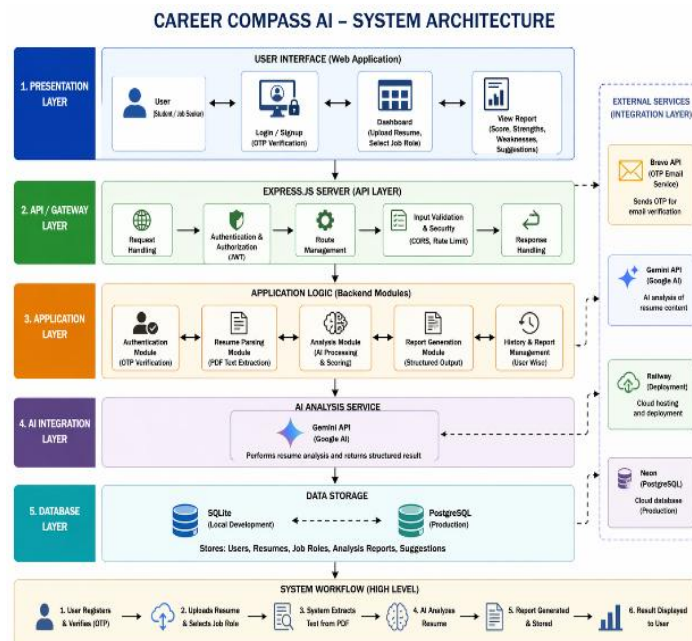 CAREER COMPASS AI – SYSTEM ARCHITECTURE
1. PRESENTATION
LAYER
USER INTERFACE (Web Application)
User
(Student / Job Seeker)
Login / Signup
(OTP Verification)
Dashboard
(Upload Resume,
Select Job Role)
View Report
(Score, Strengths,
Weaknesses,
Suggestions)
2. API / GATEWAY
LAYER
EXPRESS.JS SERVER (API LAYER)
Request
Handling
Authentication &
Authorization
(JWT)
Route
Management
Input Validation
& Security
(CORS, Rate Limit)
Response
Handling
3. APPLICATION
LAYER
APPLICATION LOGIC (Backend Modules)
Authentication
Module
(OTP Verification)
Resume Parsing
Module
(PDF Text Extraction)
Analysis Module
(AI Processing
& Scoring)
Report Generation
Module
(Structured Output)
History & Report
Management
(User Wise)
4. AI INTEGRATION
LAYER
AI ANALYSIS SERVICE
Gemini API
(Google AI)
Performs resume analysis and returns structured result
5. DATABASE
LAYER
DATA STORAGE
SQLite
(Local Development)
PostgreSQL
(Production)
Stores: Users, Resumes, Job Roles, Analysis Reports, Suggestions
EXTERNAL SERVICES
(INTEGRATION LAYER)
Brevo API
(OTP Email
Service)
Sends OTP for
email verification
Gemini API
(Google AI)
AI analysis of
resume content
Railway
(Deployment)
Cloud hosting
and deployment
Neon
(PostgreSQL)
Cloud database
(Production)
SYSTEM WORKFLOW (HIGH LEVEL)
1. User Registers
& Verifies (OTP)
2. Uploads Resume
& Selects Job Role
3. System Extracts
Text from PDF
4. AI Analyzes
Resume
5. Report Generated
& Stored
6. Result Displayed
to User